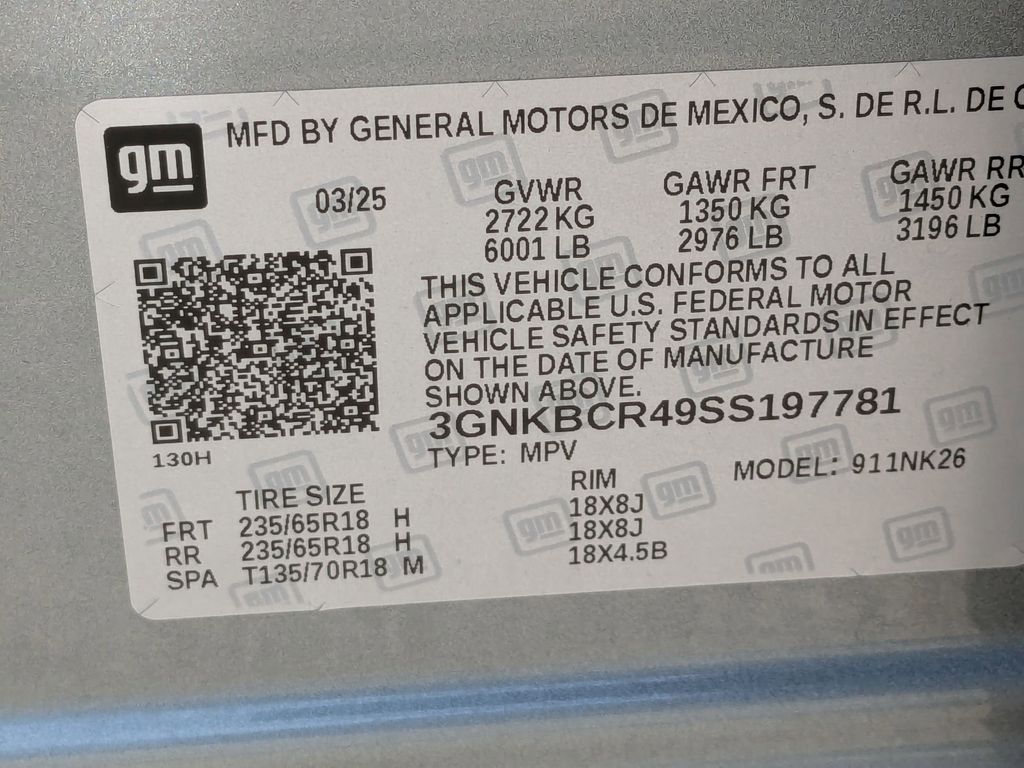 gm
MFD BY GENERAL MOTORS DE MEXICO, S. DE R.L. DE C
03/25
GVWR
2722 KG
6001 LB
GAWR FRT
1350 KG
2976 LB
GAWR RR
1450 KG
3196 LB
THIS VEHICLE CONFORMS TO ALL
APPLICABLE U.S. FEDERAL MOTOR
VEHICLE SAFETY STANDARDS IN EFFECT
ON THE DATE OF MANUFACTURE
SHOWN ABOVE.
3GNKBCR49SS197781
130H
TYPE: MPV
MODEL: 911NK26
TIRE SIZE RIM
FRT 235/65R18 H 18X8J
RR 235/65R18 H 18X8J
SPA T135/70R18 M 18X4.5B